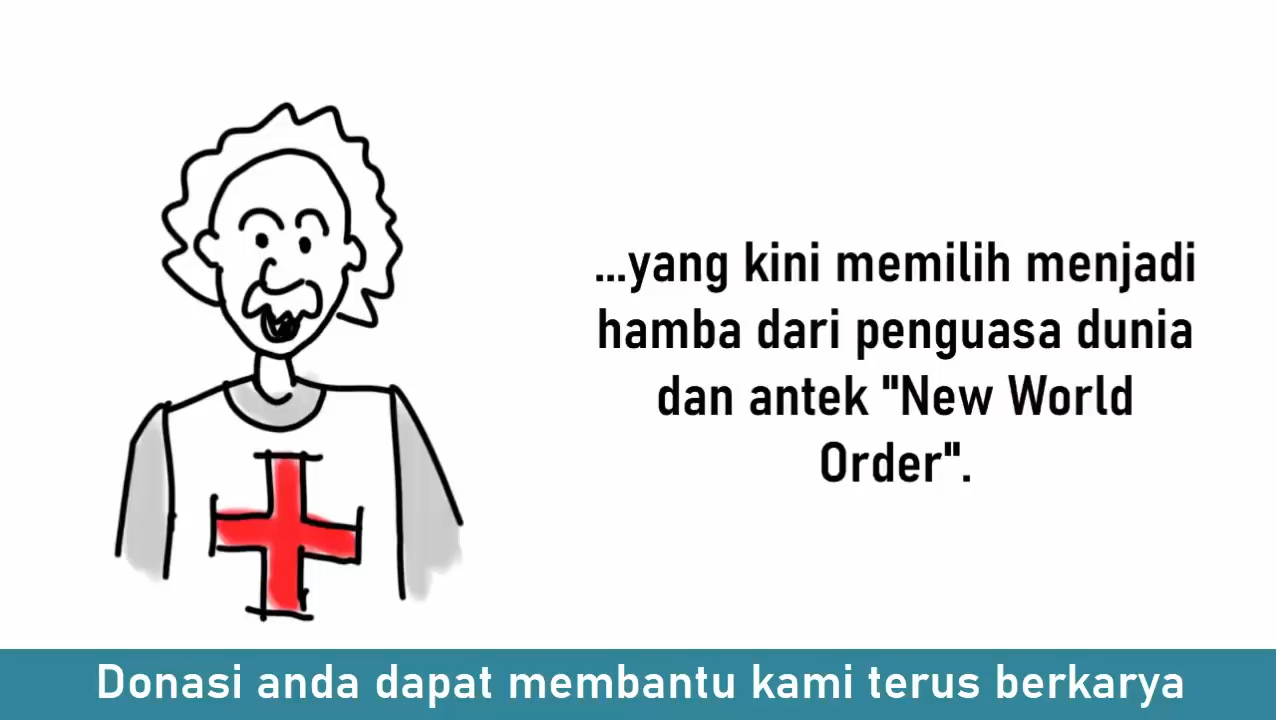 ...yang kini memilih menjadi
hamba dari penguasa dunia
dan antek "New World
Order".
Donasi anda dapat membantu kami terus berkarya